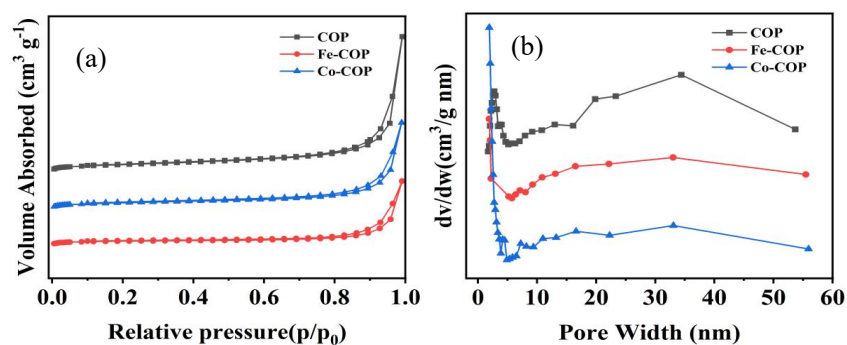 (a)
COP
Fe-COP
Co-COP
Volume Absorbed (cm³ g⁻¹)
0.0 0.2 0.4 0.6 0.8 1.0
Relative pressure(p/p₀)
(b)
COP
Fe-COP
Co-COP
dv/dw(cm³/g nm)
0 10 20 30 40 50 60
Pore Width (nm)